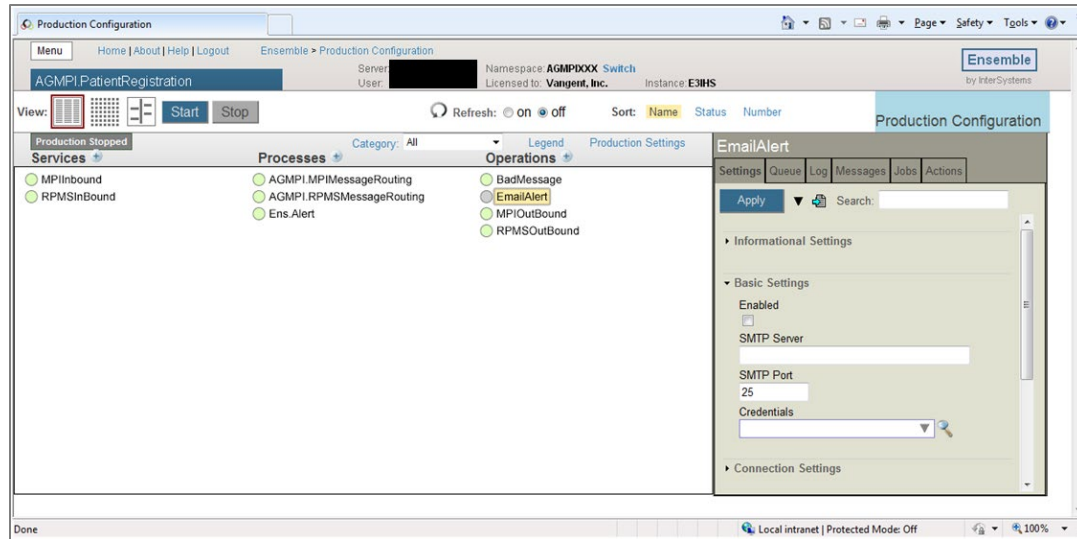 Production Configuration
Page Safety Tools
Menu Home | About | Help | Logout Ensemble > Production Configuration
Server: Namespace: AGMPIXXX Switch
User: Licensed to: Vangent, Inc. Instance: E3IHS
AGMPI.PatientRegistration
Ensemble
by InterSystems
View: Start Stop Refresh: on off Sort: Name Status Number
Production Configuration
Production Stopped
Category: All Legend Production Settings
Services Processes Operations
MPIInbound AGMPI.MPIMessageRouting BadMessage
RPMSInBound AGMPI.RPMSMessageRouting EmailAlert
Ens.Alert MPIOutBound
RPMSOutBound
EmailAlert
Settings Queue Log Messages Jobs Actions
Apply Search:
Informational Settings
Basic Settings
Enabled
SMTP Server
SMTP Port
25
Credentials
Connection Settings
Done Local intranet | Protected Mode: Off 100%